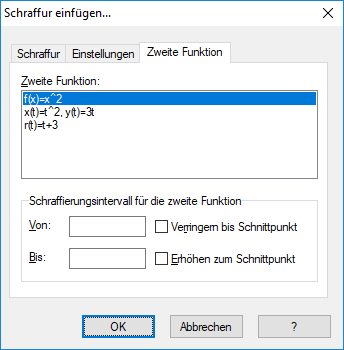 Schraffur einfügen...
Schraffur Einstellungen Zweite Funktion
Zweite Funktion:
f(x)=x^2
x(t)=t^2, y(t)=3t
r(t)=t+3
Schraffierungsintervall für die zweite Funktion
Von: Verringern bis Schnittpunkt
Bis: Erhöhen zum Schnittpunkt
OK Abbrechen ?